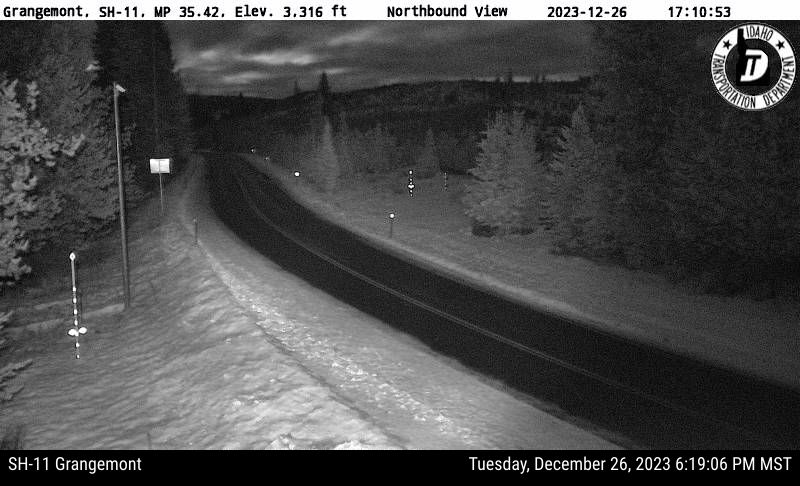 Grangemont, SH-11, MP 35.42, Elev. 3,316 ft Northbound View 2023-12-26 17:10:53
IDAHO
TRANSPORTATION DEPARTMENT
SH-11 Grangemont Tuesday, December 26, 2023 6:19:06 PM MST